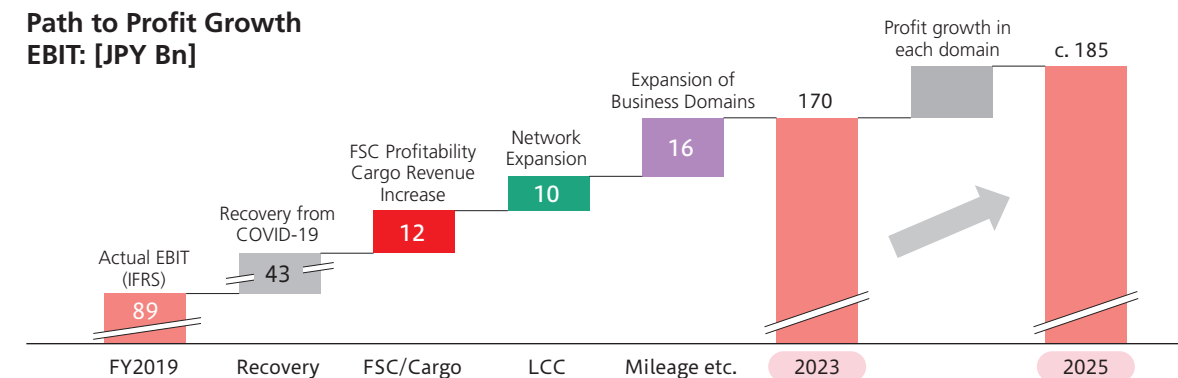 Path to Profit Growth
EBIT: [JPY Bn]
Actual EBIT
(IFRS)
89
Recovery from
COVID-19
43
FSC Profitability
Cargo Revenue
Increase
12
Network
Expansion
10
Expansion of
Business Domains
16
170
Profit growth in
each domain
c. 185
FY2019 Recovery FSC/Cargo LCC Mileage etc. 2023 2025